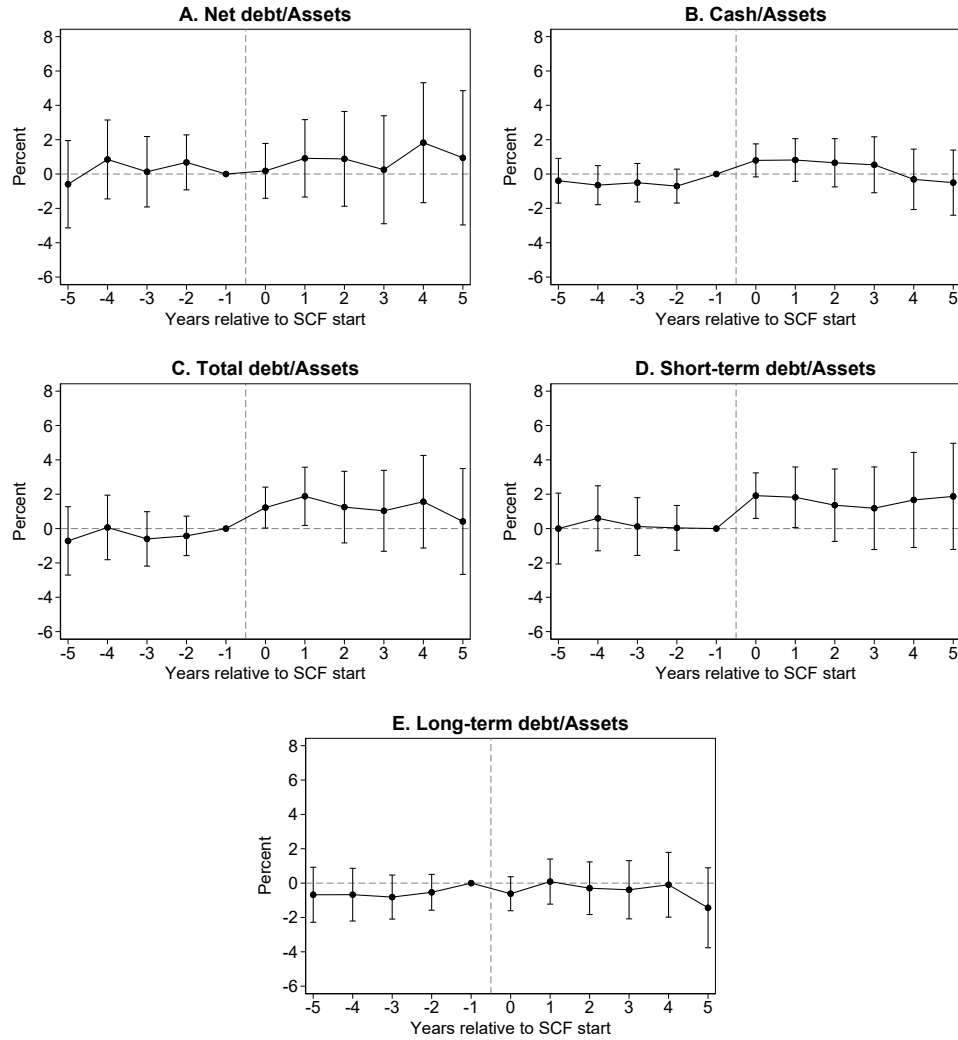 A. Net debt/Assets
8
6
4
2
0
-2
-4
-6
Percent
-5 -4 -3 -2 -1 0 1 2 3 4 5
Years relative to SCF start
B. Cash/Assets
8
6
4
2
0
-2
-4
-6
Percent
-5 -4 -3 -2 -1 0 1 2 3 4 5
Years relative to SCF start
C. Total debt/Assets
8
6
4
2
0
-2
-4
-6
Percent
-5 -4 -3 -2 -1 0 1 2 3 4 5
Years relative to SCF start
D. Short-term debt/Assets
8
6
4
2
0
-2
-4
-6
Percent
-5 -4 -3 -2 -1 0 1 2 3 4 5
Years relative to SCF start
E. Long-term debt/Assets
8
6
4
2
0
-2
-4
-6
Percent
-5 -4 -3 -2 -1 0 1 2 3 4 5
Years relative to SCF start